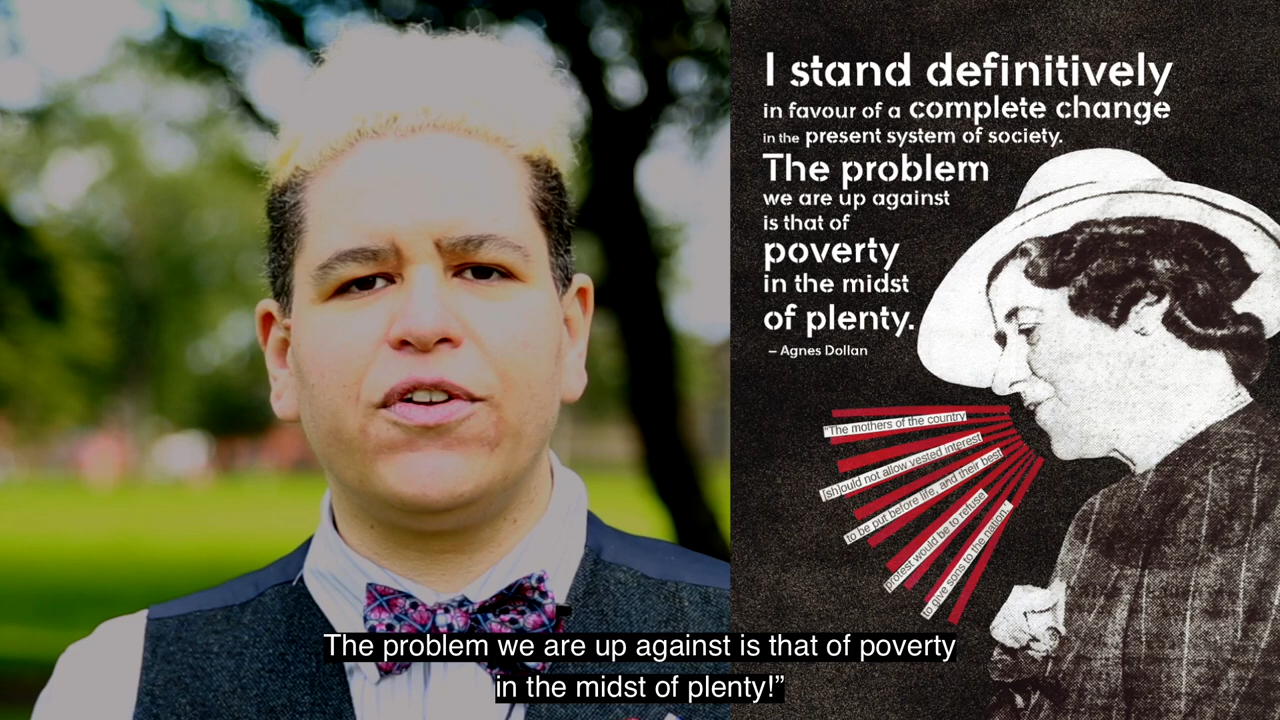 I stand definitively
in favour of a complete change
in the present system of society.
The problem
we are up against
is that of
poverty
in the midst
of plenty.
– Agnes Dollan
"The mothers of the country
[sh]ould not allow vested interest
to be put before life, and their best
protest would be to refuse
to give sons to the nation."
The problem we are up against is that of poverty
in the midst of plenty!”